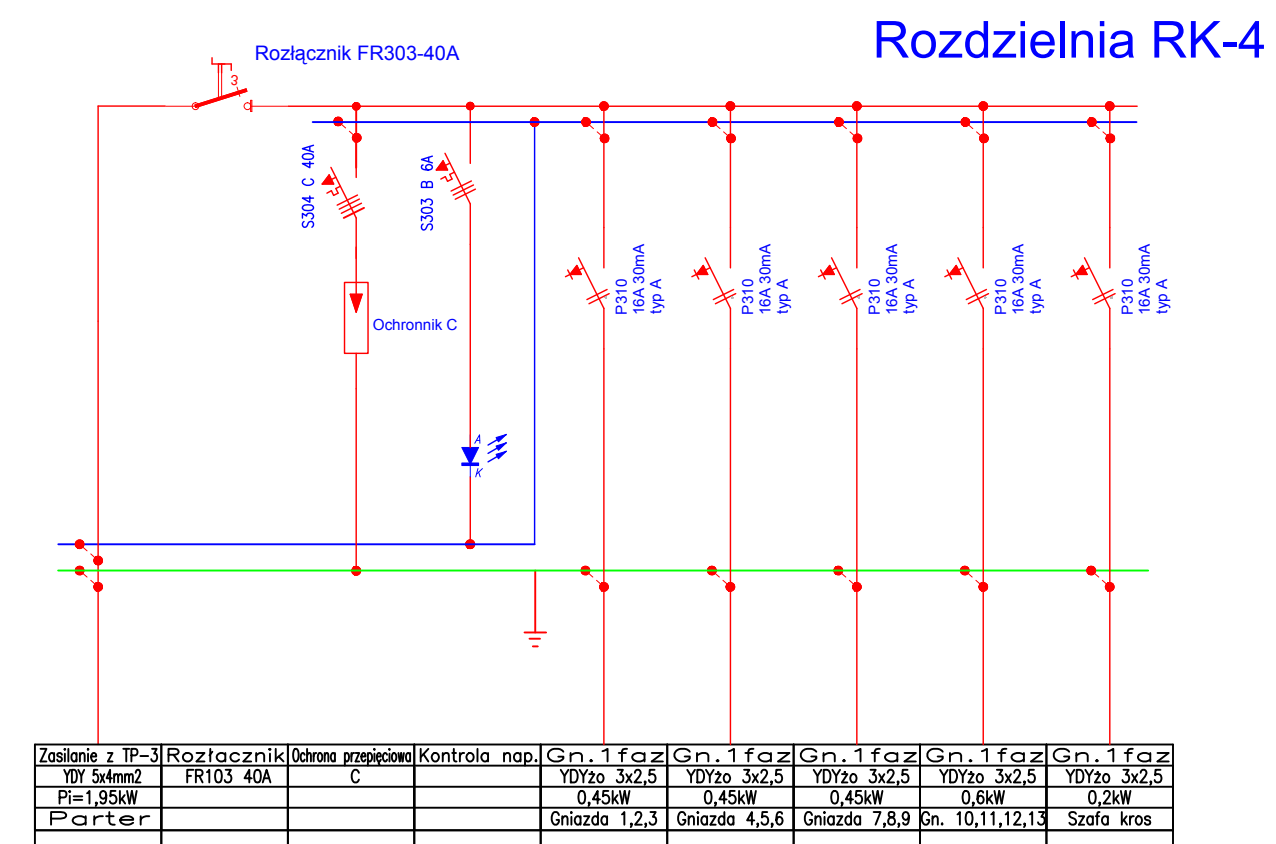 Rozdzielnia RK-4
Rozłącznik FR303-40A
3
S304 C 40A
S303 B 6A
P310
16A 30mA
typ A
P310
16A 30mA
typ A
P310
16A 30mA
typ A
P310
16A 30mA
typ A
P310
16A 30mA
typ A
Ochronnik C
A
K
Zasilanie z TP-3 Rozłacznik Ochrona przepięciowa Kontrola nap. Gn.1faz Gn.1faz Gn.1faz Gn.1faz Gn.1faz
YDY 5x4mm2 FR103 40A C YDYżo 3x2,5 YDYżo 3x2,5 YDYżo 3x2,5 YDYżo 3x2,5 YDYżo 3x2,5
Pi=1,95kW 0,45kW 0,45kW 0,45kW 0,6kW 0,2kW
Parter Gniazda 1,2,3 Gniazda 4,5,6 Gniazda 7,8,9 Gn. 10,11,12,13 Szafa kros